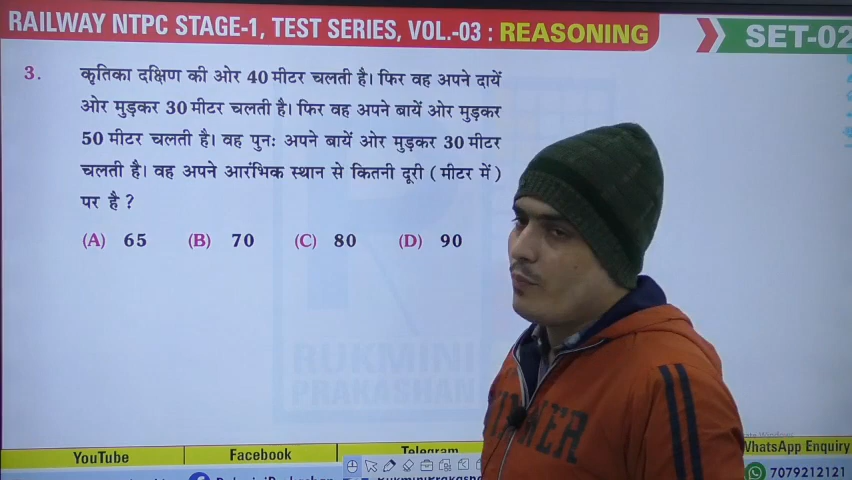 RAILWAY NTPC STAGE-1, TEST SERIES, VOL.-03 : REASONING
SET-02
3. कृतिका दक्षिण की ओर 40 मीटर चलती है। फिर वह अपने दायें
ओर मुड़कर 30 मीटर चलती है। फिर वह अपने बायें ओर मुड़कर
50 मीटर चलती है। वह पुनः अपने बायें ओर मुड़कर 30 मीटर
चलती है। वह अपने आरंभिक स्थान से कितनी दूरी ( मीटर में )
पर है ?
(A) 65 (B) 70 (C) 80 (D) 90
RUKMINI
PRAKASHAN
YouTube Facebook Telegram WhatsApp Enquiry
7079212121